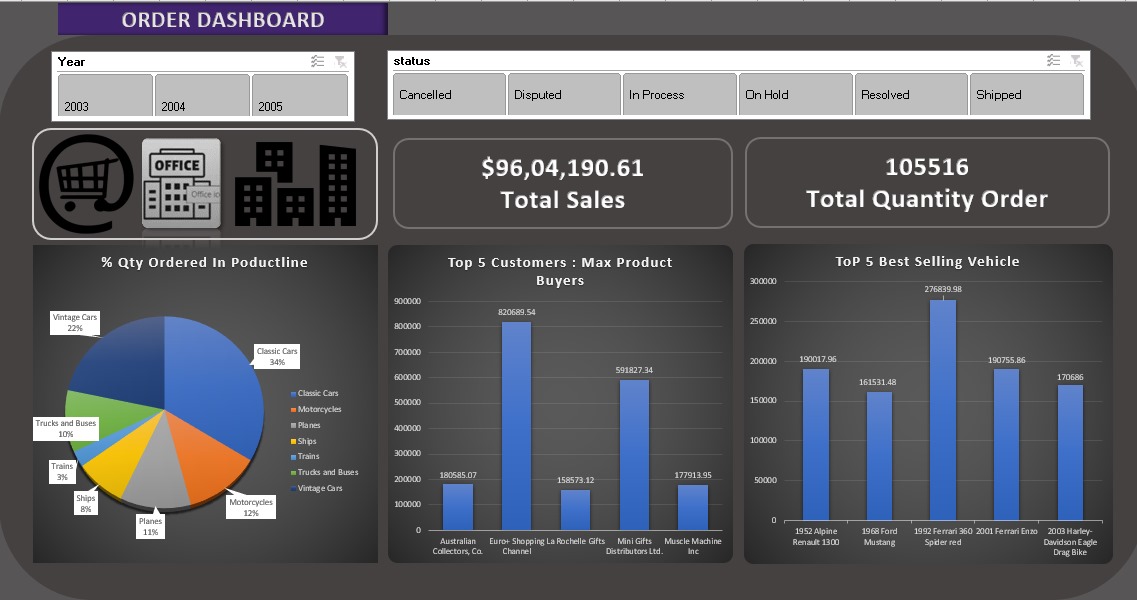 ORDER DASHBOARD
Year
2003 2004 2005
status
Cancelled Disputed In Process On Hold Resolved Shipped
OFFICE
Office ic
$96,04,190.61
Total Sales
105516
Total Quantity Order
% Qty Ordered In Poductline
Vintage Cars
22%
Classic Cars
34%
Trucks and Buses
10%
Trains
3%
Ships
8%
Planes
11%
Motorcycles
12%
Classic Cars
Motorcycles
Planes
Ships
Trains
Trucks and Buses
Vintage Cars
Top 5 Customers : Max Product
Buyers
900000
800000
700000
600000
500000
400000
300000
200000
100000
0
180585.07
820689.54
158573.12
591827.34
177913.95
Australian
Collectors, Co.
Euro+ Shopping
Channel
La Rochelle Gifts
Mini Gifts
Distributors Ltd.
Muscle Machine
Inc
ToP 5 Best Selling Vehicle
300000
250000
200000
150000
100000
50000
0
190017.96
161531.48
276839.98
190755.86
170686
1952 Alpine
Renault 1300
1968 Ford
Mustang
1992 Ferrari 360
Spider red
2001 Ferrari Enzo
2003 Harley-
Davidson Eagle
Drag Bike